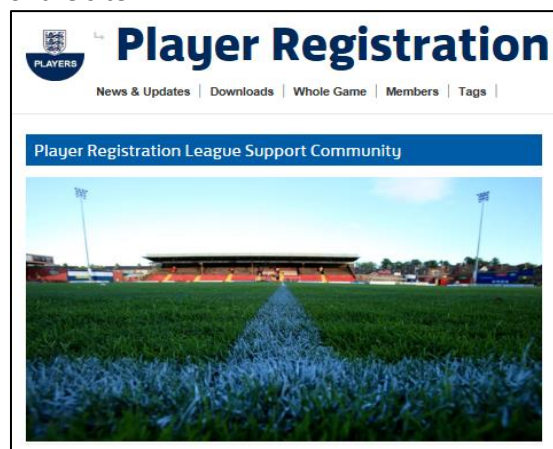 Player Registration
PLAYERS
News & Updates | Downloads | Whole Game | Members | Tags |
Player Registration League Support Community